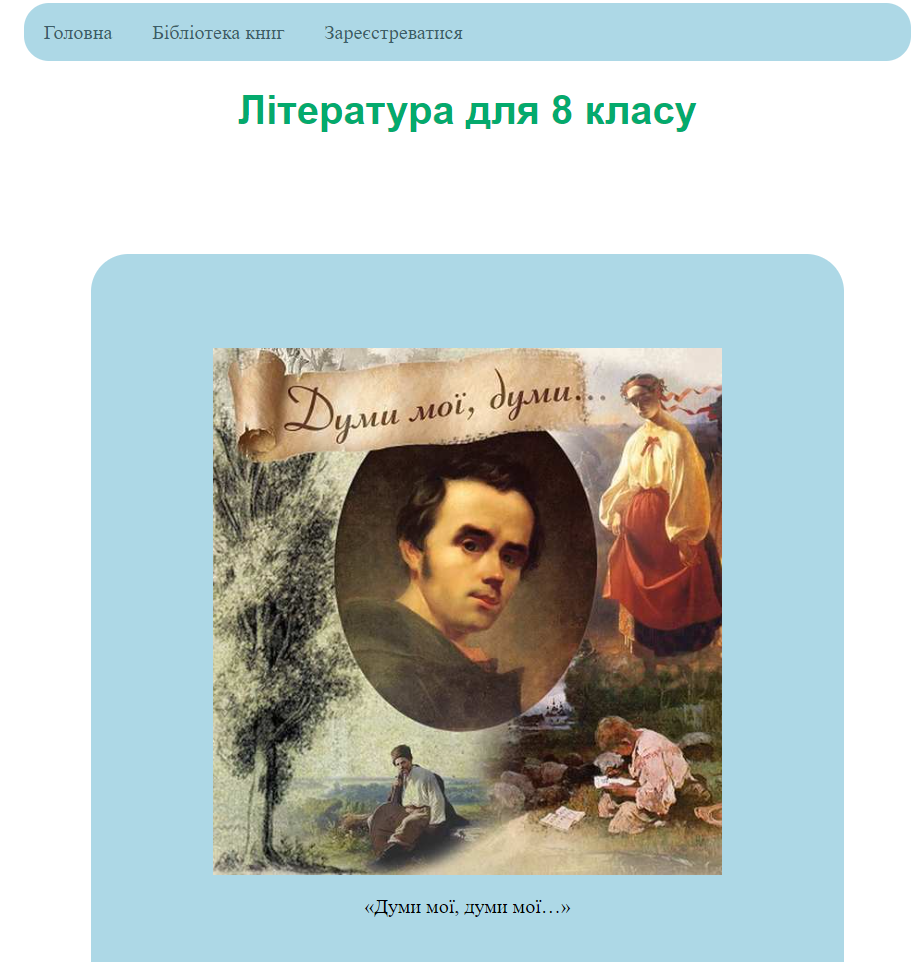 Головна Бібліотека книг Зареєстреватися
Література для 8 класу
Думи мої, думи...
«Думи мої, думи мої…»